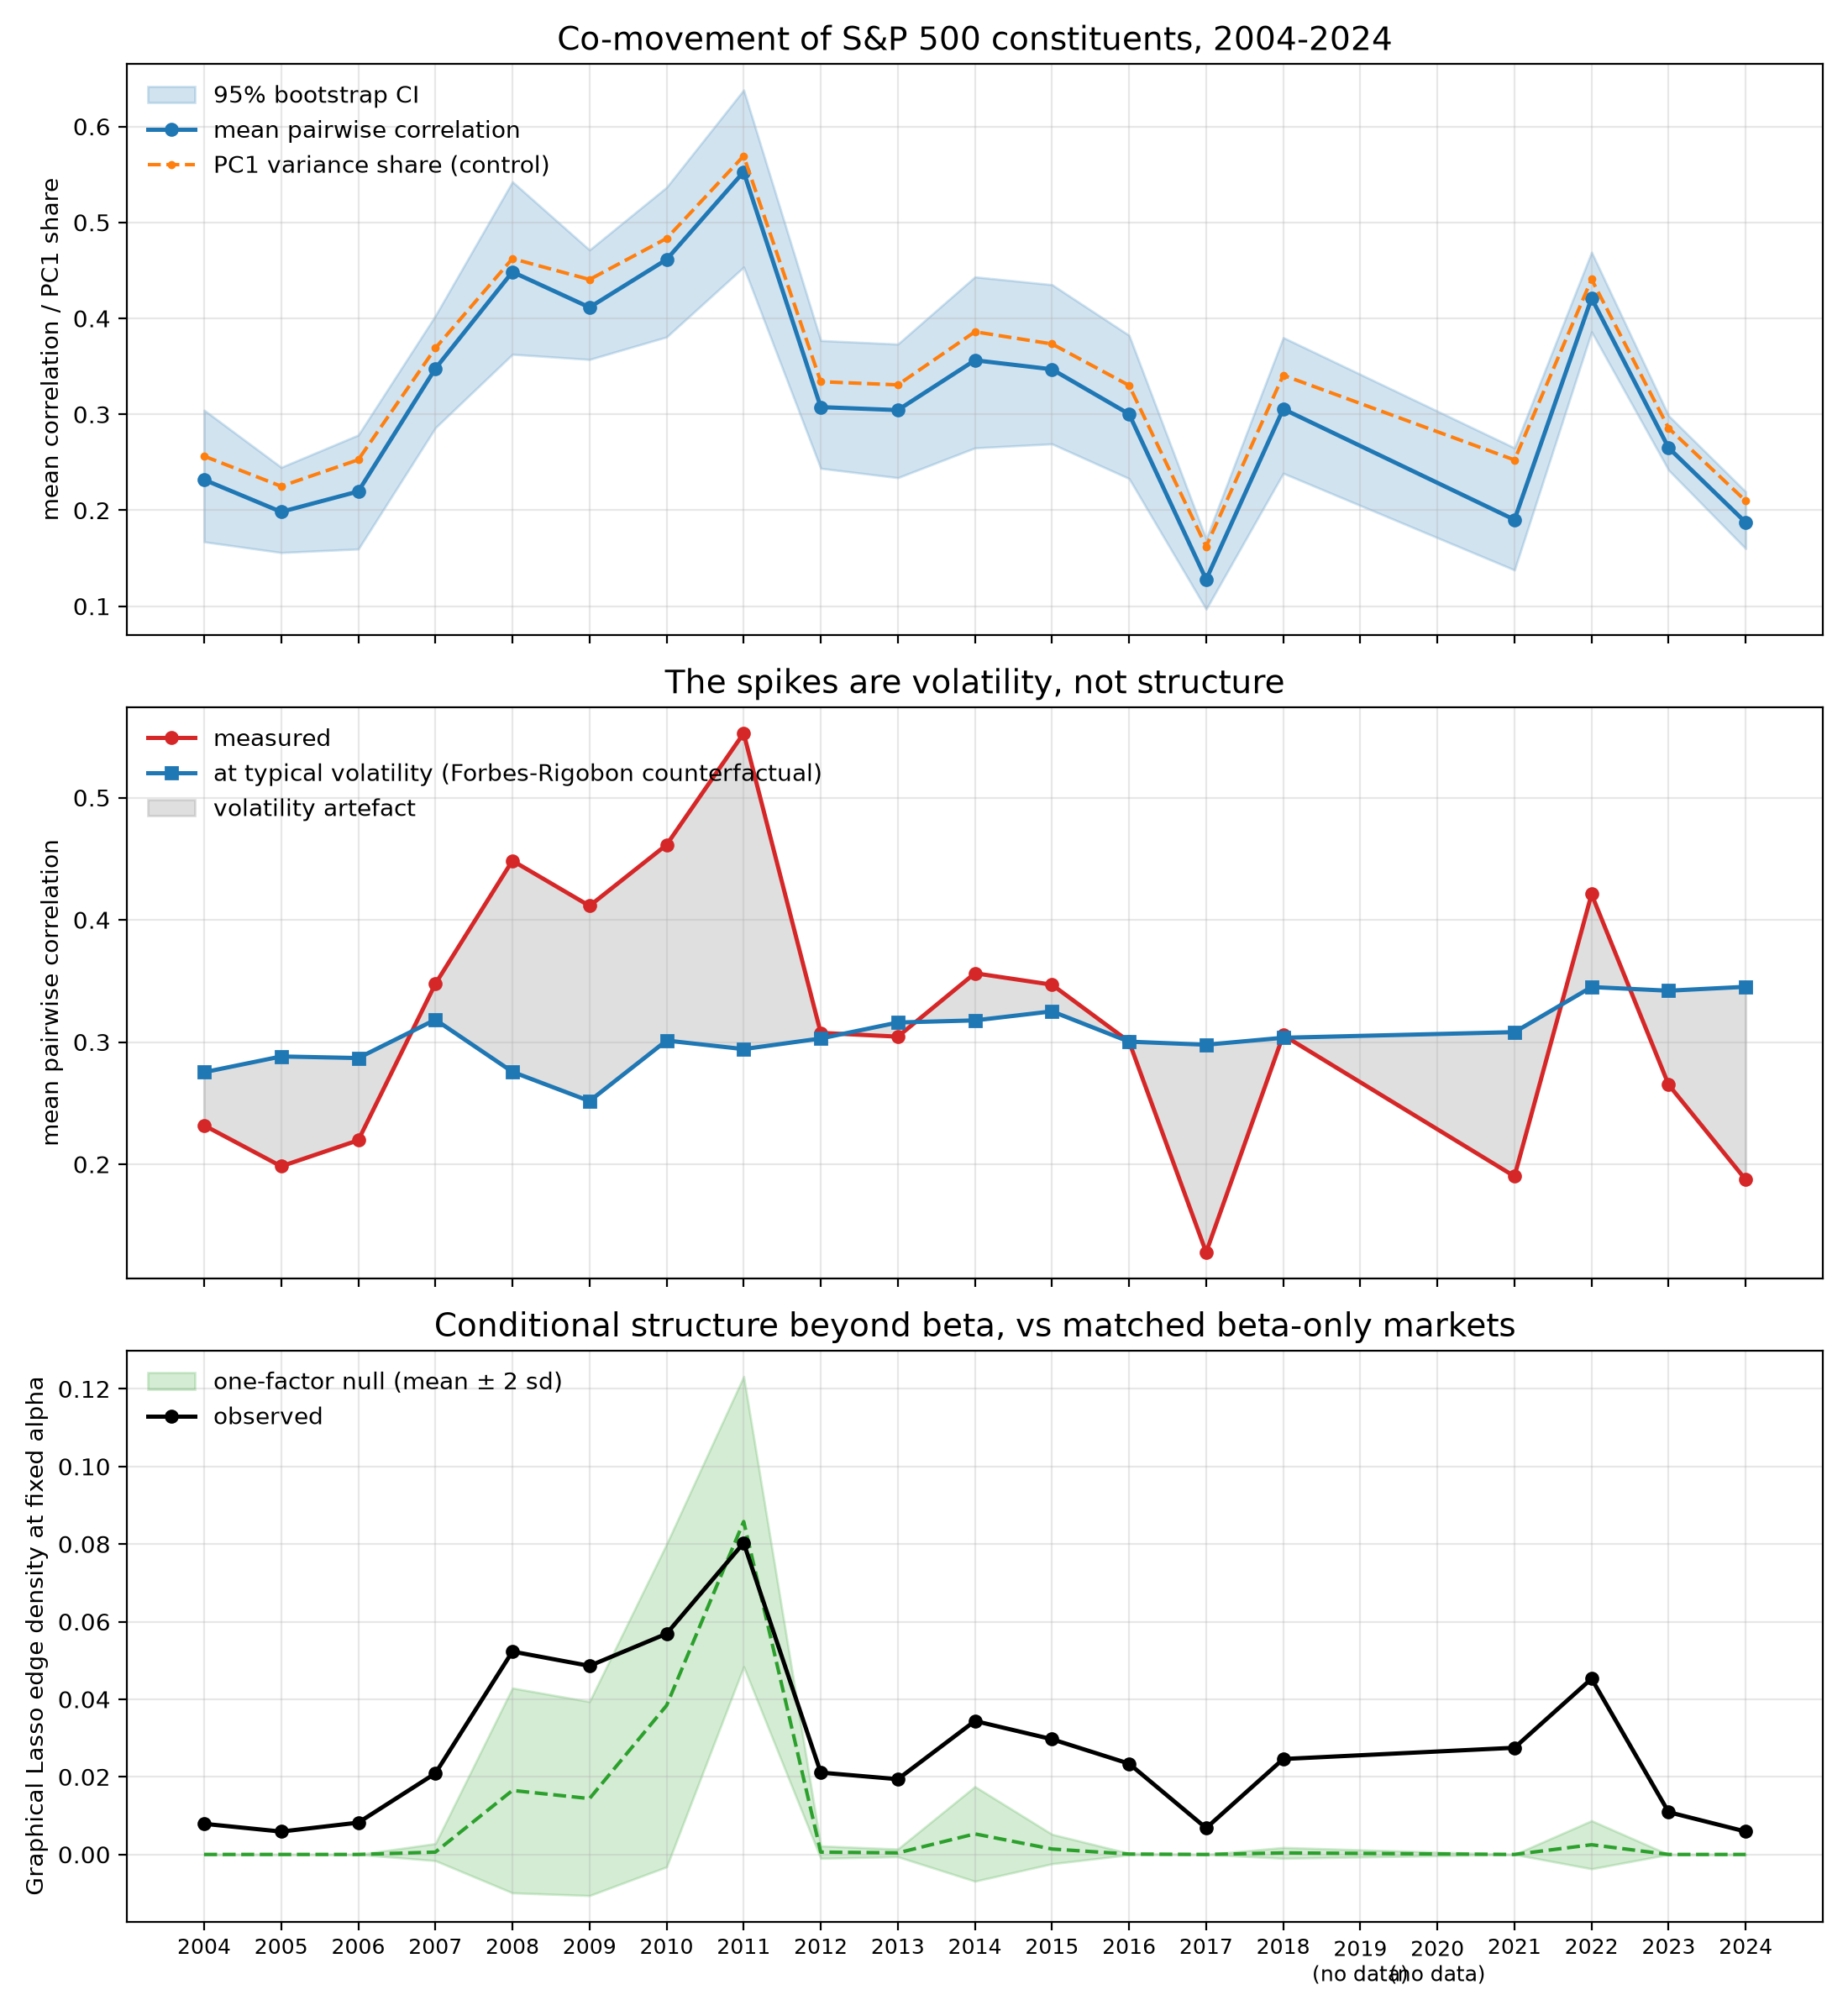 Co-movement of S&P 500 constituents, 2004-2024
95% bootstrap CI
mean pairwise correlation
PC1 variance share (control)
mean correlation / PC1 share
0.6
0.5
0.4
0.3
0.2
0.1
The spikes are volatility, not structure
measured
at typical volatility (Forbes-Rigobon counterfactual)
volatility artefact
mean pairwise correlation
0.5
0.4
0.3
0.2
Conditional structure beyond beta, vs matched beta-only markets
one-factor null (mean ± 2 sd)
observed
Graphical Lasso edge density at fixed alpha
0.12
0.10
0.08
0.06
0.04
0.02
0.00
2004 2005 2006 2007 2008 2009 2010 2011 2012 2013 2014 2015 2016 2017 2018 2019 2020 2021 2022 2023 2024
(no data) (no data)